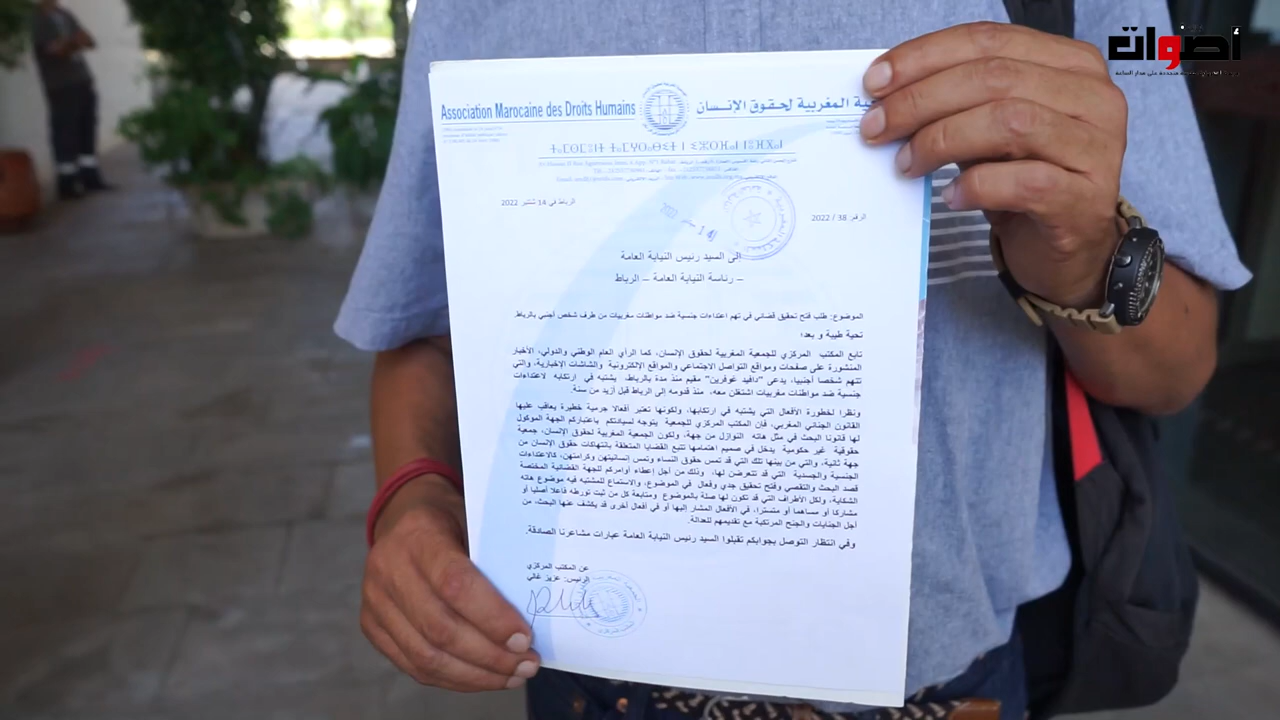 أصوات
Association Marocaine des Droits Humains
المغربية لحقوق الإنسان
ⵜⴰⵎⵙⵎⵓⵏⵜ ⵜⴰⵎⵖⵔⴰⴱⵉⵜ ⵏ ⵉⵣⵔⴼⴰⵏ ⵏ ⵓⴼⴳⴰⵏ
الرباط في 14 شتنبر 2022
الرقم: 38 / 2022
إلى السيد رئيس النيابة العامة
– رئاسة النيابة العامة – الرباط
الموضوع: طلب فتح تحقيق قضائي في تهم اعتداءات جنسية ضد مواطنات مغربيات من طرف شخص أجنبي بالرباط.
تحية طيبة و بعد؛
تابع المكتب المركزي للجمعية المغربية لحقوق الإنسان، كما الرأي العام الوطني والدولي، الأخبار
المنشورة على صفحات ومواقع التواصل الاجتماعي والمواقع الإلكترونية والشاشات الإخبارية، والتي
تتهم شخصا أجنبيا، يدعى "دافيد غوفرين" مقيم منذ مدة بالرباط، يشتبه في ارتكابه لاعتداءات
جنسية ضد مواطنات مغربيات اشتغلن معه، منذ قدومه إلى الرباط قبل أزيد من سنة.
ونظرا لخطورة الأفعال التي يشتبه في ارتكابها، ولكونها تعتبر أفعالا جرمية خطيرة يعاقب عليها
القانون الجنائي المغربي، فإن المكتب المركزي للجمعية يتوجه لسيادتكم باعتباركم الجهة الموكول
لها قانونا البحث في مثل هاته النوازل من جهة، ولكون الجمعية المغربية لحقوق الإنسان، جمعية
حقوقية غير حكومية يدخل في صميم اهتمامها تتبع القضايا المتعلقة بانتهاكات حقوق الإنسان من
جهة ثانية، والتي من بينها تلك التي قد تمس حقوق النساء وتمس إنسانيتهن وكرامتهن، كالاعتداءات
الجنسية والجسدية التي قد تتعرضن لها، وذلك من أجل إعطاء أوامركم للجهة القضائية المختصة
قصد البحث والتقصي وفتح تحقيق جدي وفعال في الموضوع، والاستماع للمشتبه فيه موضوع هاته
الشكاية، ولكل الأطراف التي قد تكون لها صلة بالموضوع ومتابعة كل من ثبت تورطه فاعلا أصليا أو
مشاركا أو مساهما أو متسترا، في الأفعال المشار إليها أو في أفعال أخرى قد يكشف عنها البحث، من
أجل الجنايات والجنح المرتكبة مع تقديمهم للعدالة.
وفي انتظار التوصل بجوابكم تقبلوا السيد رئيس النيابة العامة عبارات مشاعرنا الصادقة.
عن المكتب المركزي
الرئيس: عزيز غالي